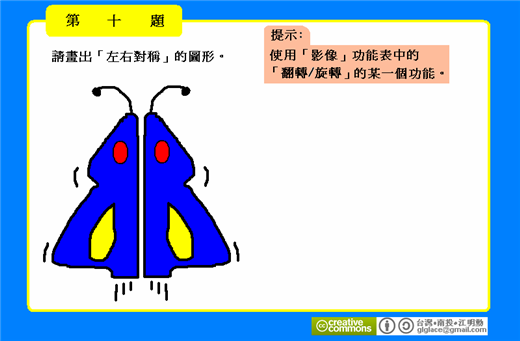 第 十 題
提示:
請畫出「左右對稱」的圖形。
使用「影像」功能表中的
「翻轉/旋轉」的某一個功能。
creative commons
台灣•南投•江明勳
glglace@gmail.com